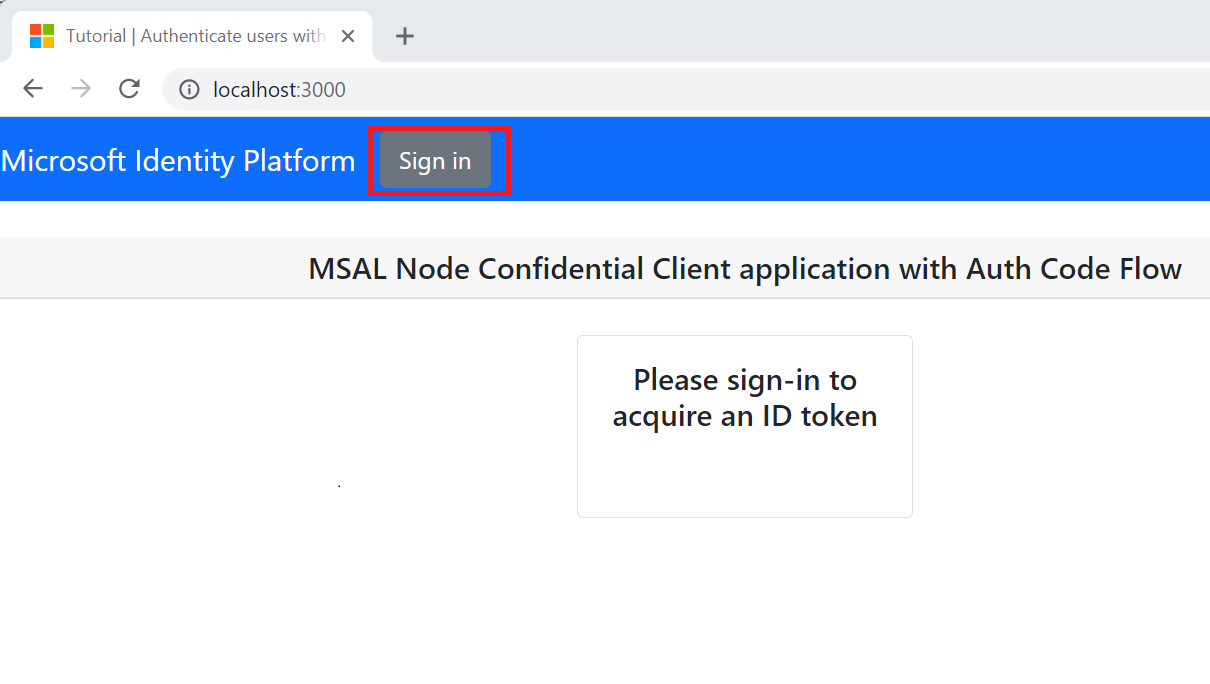 Tutorial | Authenticate users with
localhost:3000
Microsoft Identity Platform Sign in
MSAL Node Confidential Client application with Auth Code Flow
Please sign-in to
acquire an ID token
.